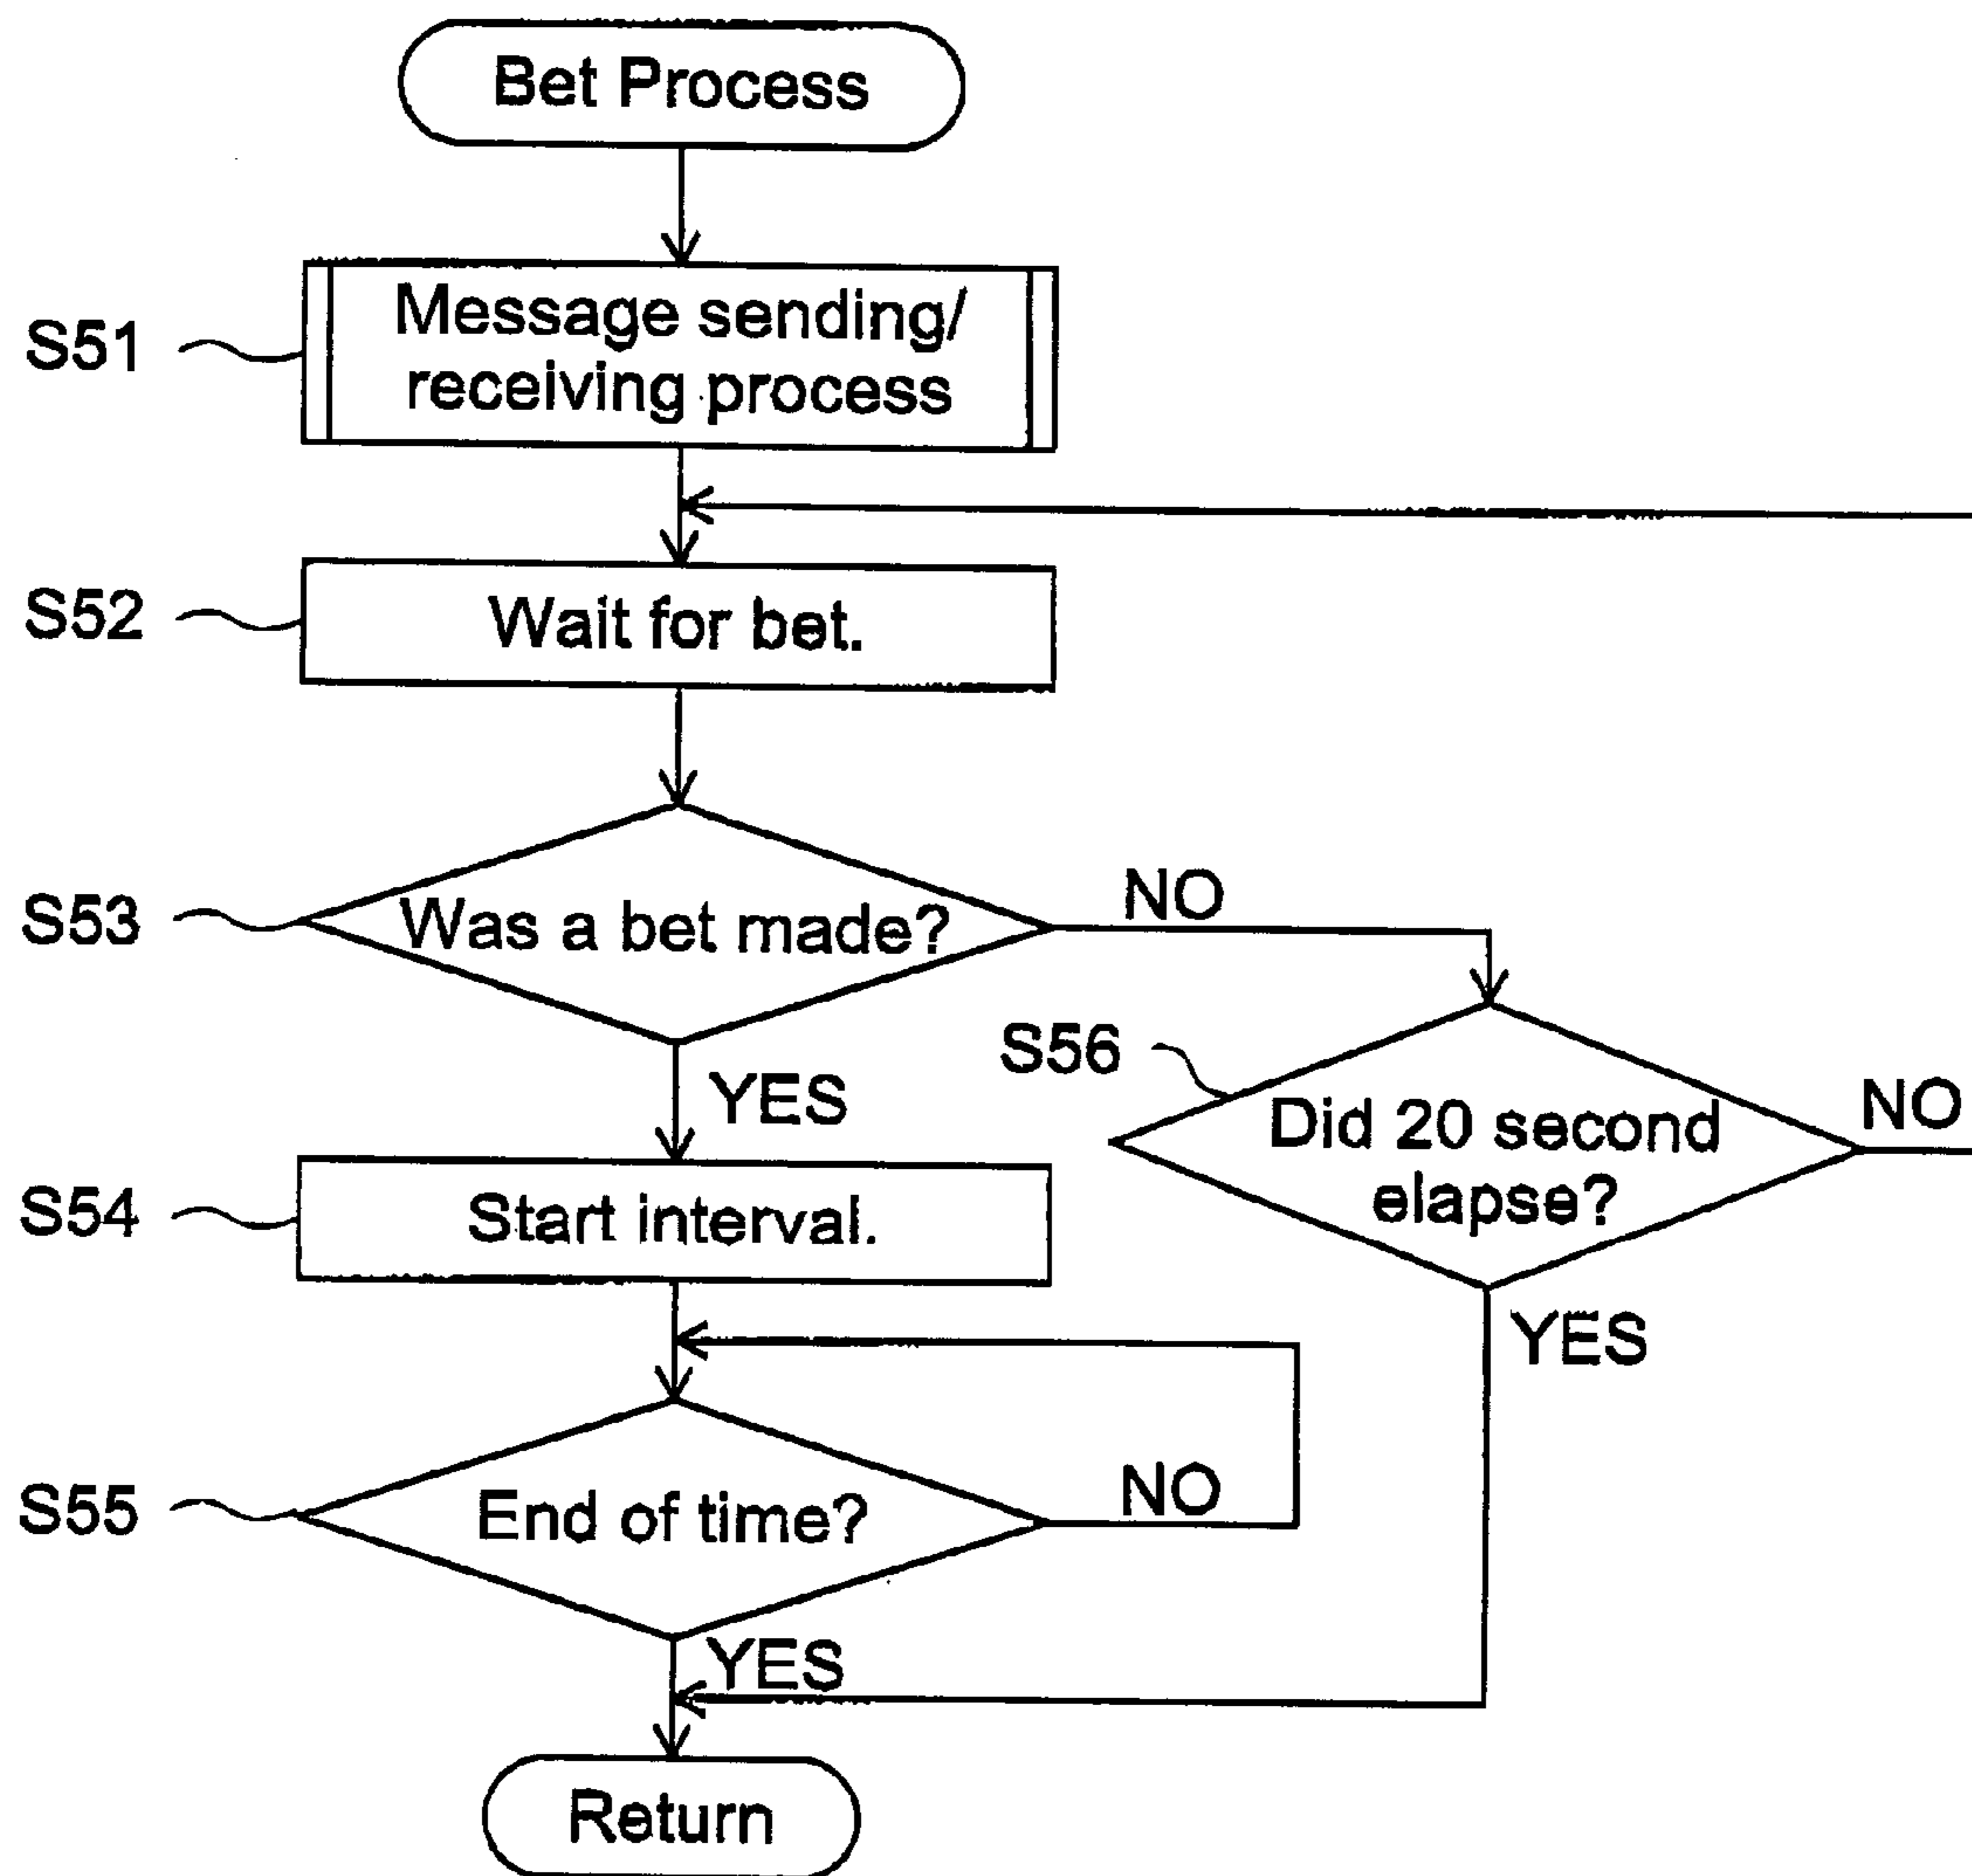 Bet Process
S51
Message sending/
receiving process
S52
Wait for bet.
S53
Was a bet made?
NO
YES
S56
Did 20 second
elapse?
NO
YES
S54
Start interval.
S55
End of time?
NO
YES
Return